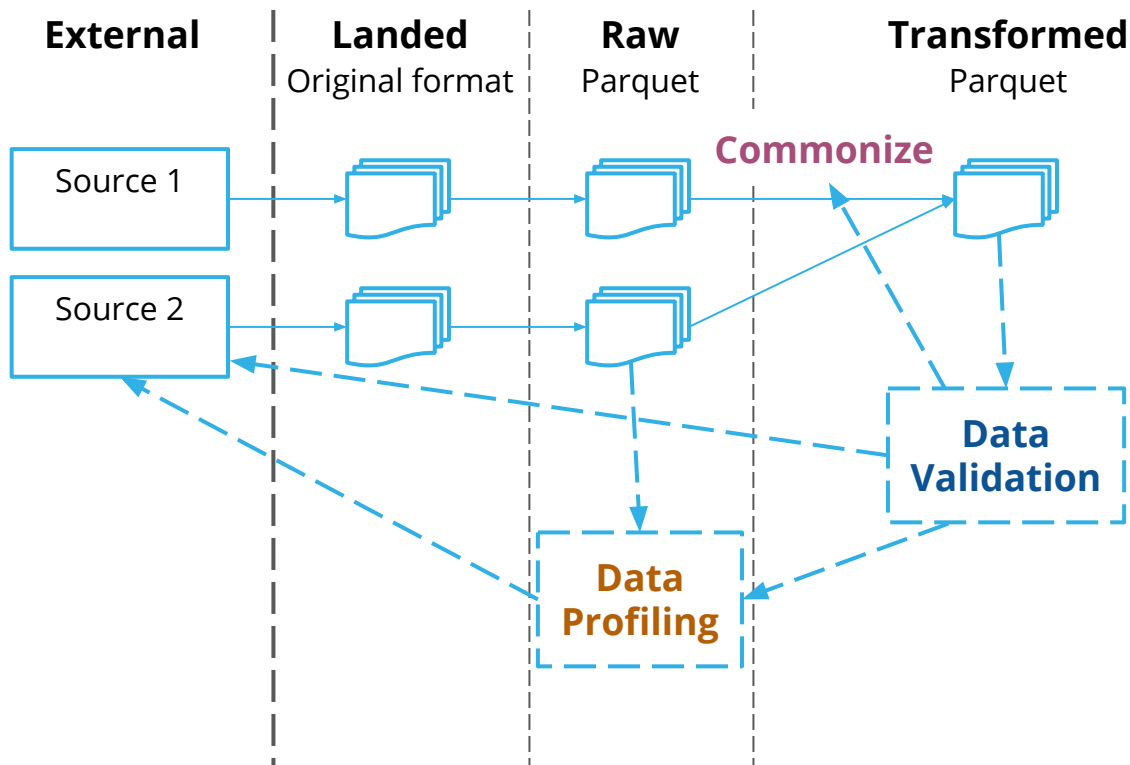 External
Landed
Raw
Transformed
Original format
Parquet
Parquet
Commonize
Source 1
Source 2
Data
Validation
Data
Profiling